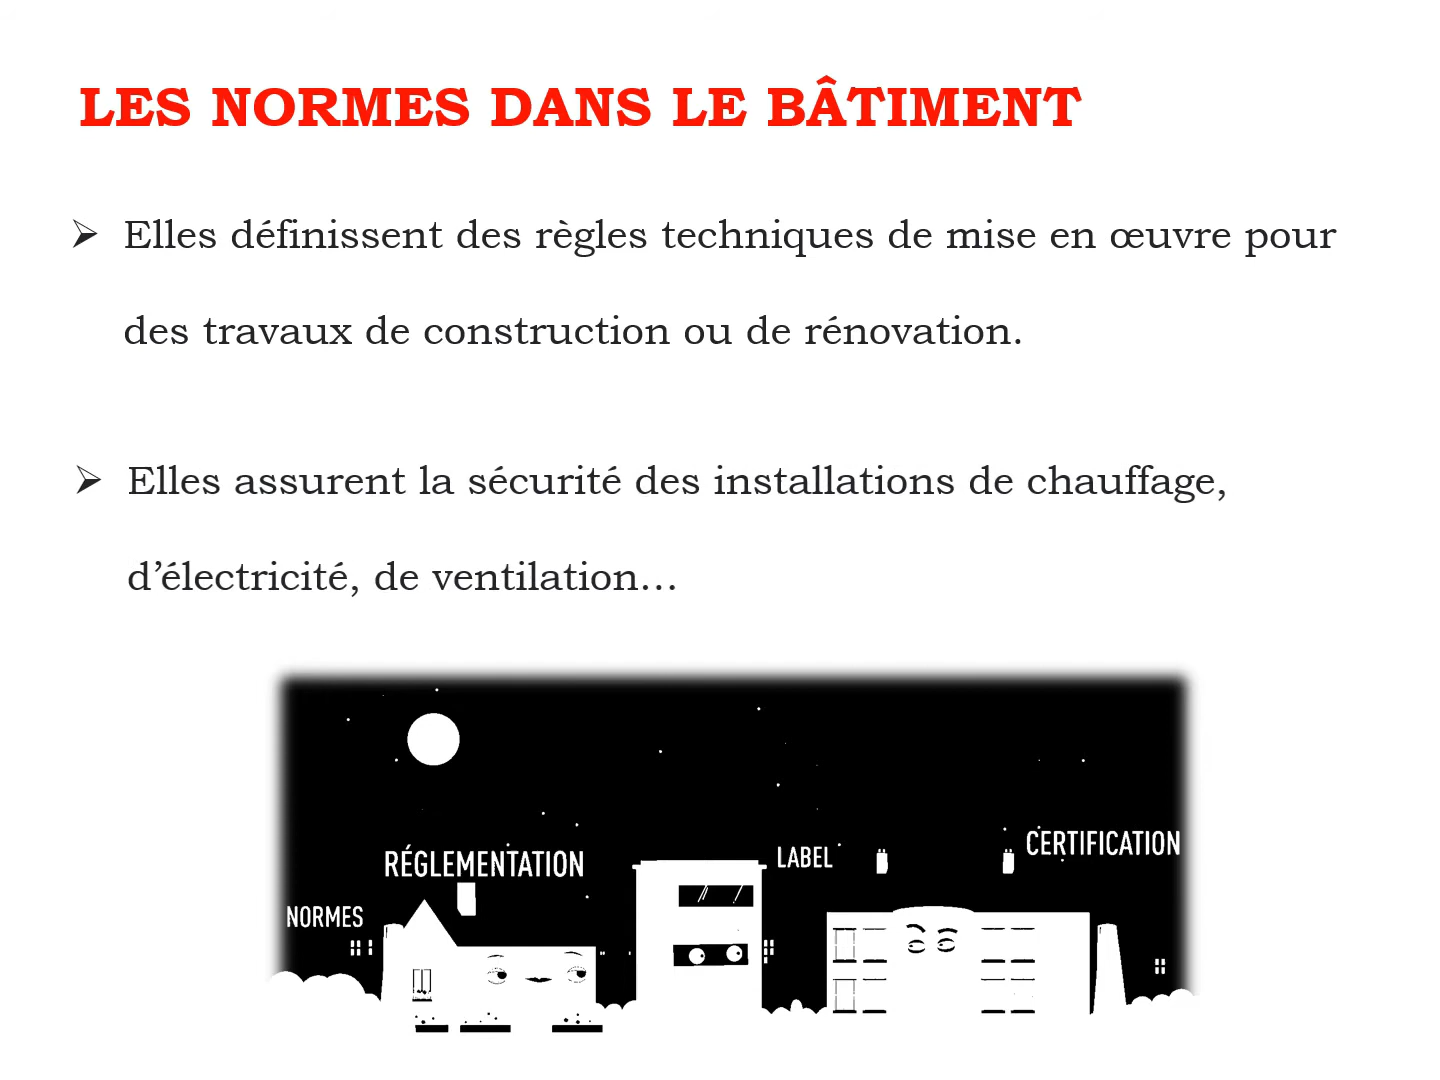 LES NORMES DANS LE BÂTIMENT
Elles définissent des règles techniques de mise en œuvre pour
des travaux de construction ou de rénovation.
Elles assurent la sécurité des installations de chauffage,
d’électricité, de ventilation…
NORMES
RÉGLEMENTATION
LABEL
CERTIFICATION